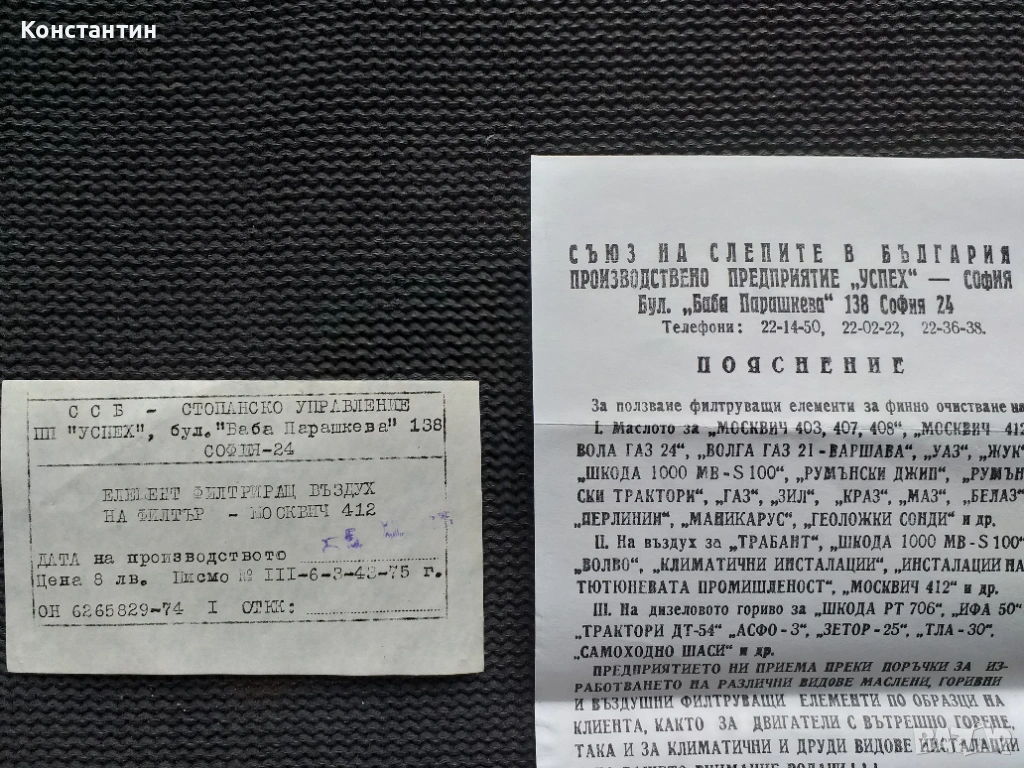 Константин
ССБ - СТОПАНСКО УПРАВЛЕНИЕ
ПП "УСПЕХ", бул."Баба Парашкева" 138
СОФИЯ-24
ЕЛЕМЕНТ ФИЛТРИРАЩ ВЪЗДУХ
НА ФИЛТЪР - МОСКВИЧ 412
ДАТА на производството
Цена 8 лв. Писмо № III-6-3-43-75 г.
ОН 6265829-74 I ОТКК:
СЪЮЗ НА СЛЕПИТЕ В БЪЛГАРИЯ
ПРОИЗВОДСТВЕНО ПРЕДПРИЯТИЕ „УСПЕХ“ — СОФИЯ
Бул. „Баба Парашкева“ 138 София 24
Телефони: 22-14-50, 22-02-22, 22-36-38.
ПОЯСНЕНИЕ
За ползване филтруващи елементи за финно очистване на
I. Маслото за „МОСКВИЧ 403, 407, 408“, „МОСКВИЧ 412
ВОЛА ГАЗ 24“, „ВОЛГА ГАЗ 21-ВАРШАВА“, „УАЗ“, „ЖУК“
„ШКОДА 1000 МВ-S 100“, „РУМЪНСКИ ДЖИП“, „РУМЪН-
СКИ ТРАКТОРИ“, „ГАЗ“, „ЗИЛ“, „КРАЗ“, „МАЗ“, „БЕЛАЗ“
„ПЕРЛИНИИ“, „МАНИКАРУС“, „ГЕОЛОЖКИ СОНДИ“ и др.
II. На въздух за „ТРАБАНТ“, „ШКОДА 1000 МВ-S 100“
„ВОЛВО“, „КЛИМАТИЧНИ ИНСТАЛАЦИИ“, „ИНСТАЛАЦИИ НА
ТЮТЮНЕВАТА ПРОМИШЛЕНОСТ“, „МОСКВИЧ 412“ и др.
III. На дизеловото гориво за „ШКОДА РТ 706“, „ИФА 50“
„ТРАКТОРИ ДТ-54“ „АСФО-3“, „ЗЕТОР-25“, „ТЛА-30“,
„САМОХОДНО ШАСИ“ и др.
ПРЕДПРИЯТИЕТО НИ ПРИЕМА ПРЕКИ ПОРЪЧКИ ЗА ИЗ-
РАБОТВАНЕТО НА РАЗЛИЧНИ ВИДОВЕ МАСЛЕНИ, ГОРИВНИ
И ВЪЗДУШНИ ФИЛТРУВАЩИ ЕЛЕМЕНТИ ПО ОБРАЗЦИ НА
КЛИЕНТА, КАКТО ЗА ДВИГАТЕЛИ С ВЪТРЕШНО ГОРЕНЕ,
ТАКА И ЗА КЛИМАТИЧНИ И ДРУГИ ВИДОВЕ ИНСТАЛАЦИИ